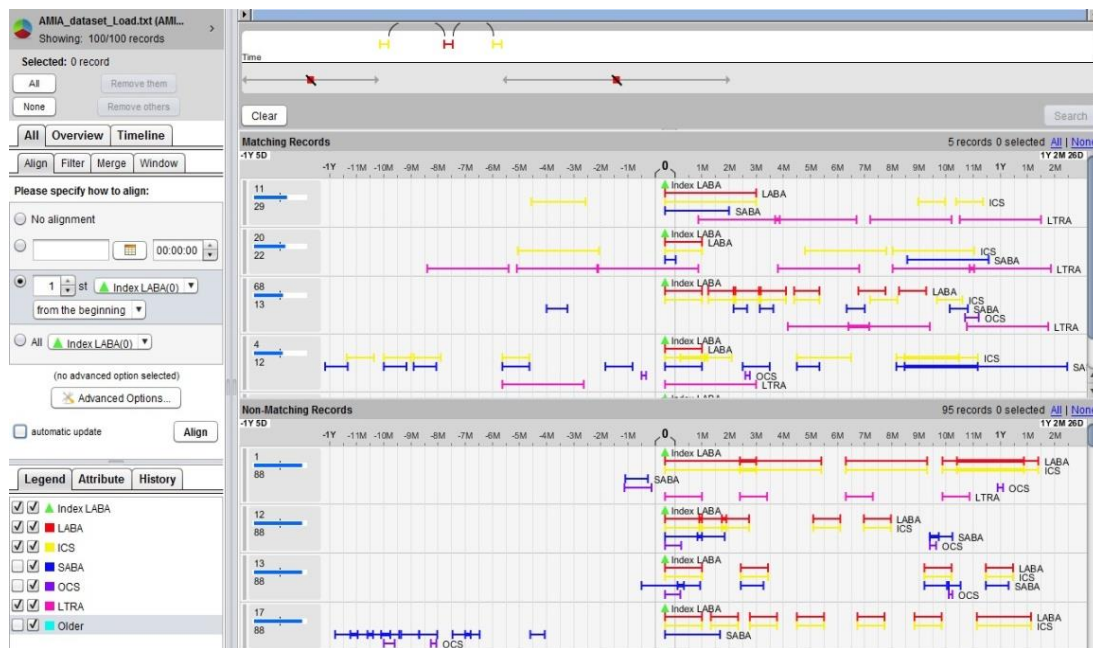 AMIA_dataset_Load.txt (AMI...
Showing: 100/100 records
>
Selected: 0 record
All Remove them
None Remove others
All Overview Timeline
Align Filter Merge Window
Please specify how to align:
No alignment
00:00:00
1 st Index LABA(0)
from the beginning
All Index LABA(0)
(no advanced option selected)
Advanced Options...
automatic update Align
Legend Attribute History
Index LABA
LABA
ICS
SABA
OCS
LTRA
Older
Time
Clear Search
Matching Records 5 records 0 selected All | None
-1Y 5D 1Y 2M 26D
-1Y -11M -10M -9M -8M -7M -6M -5M -4M -3M -2M -1M 0 1M 2M 3M 4M 5M 6M 7M 8M 9M 10M 11M 1Y 1M 2M
11
29
Index LABA
LABA
ICS
SABA
LTRA
20
22
Index LABA
LABA
ICS
SABA
LTRA
68
13
Index LABA
LABA
ICS
SABA
OCS
LTRA
4
12
Index LABA
LABA
ICS
SA
OCS
LTRA
Non-Matching Records 95 records 0 selected All | None
-1Y 5D 1Y 2M 26D
-1Y -11M -10M -9M -8M -7M -6M -5M -4M -3M -2M -1M 0 1M 2M 3M 4M 5M 6M 7M 8M 9M 10M 11M 1Y 1M 2M
1
88
Index LABA
LABA
ICS
SABA
OCS
LTRA
12
88
Index LABA
LABA
ICS
SABA
OCS
13
88
Index LABA
LABA
ICS
SABA
OCS
17
88
Index LABA
LABA
ICS
SABA
OCS